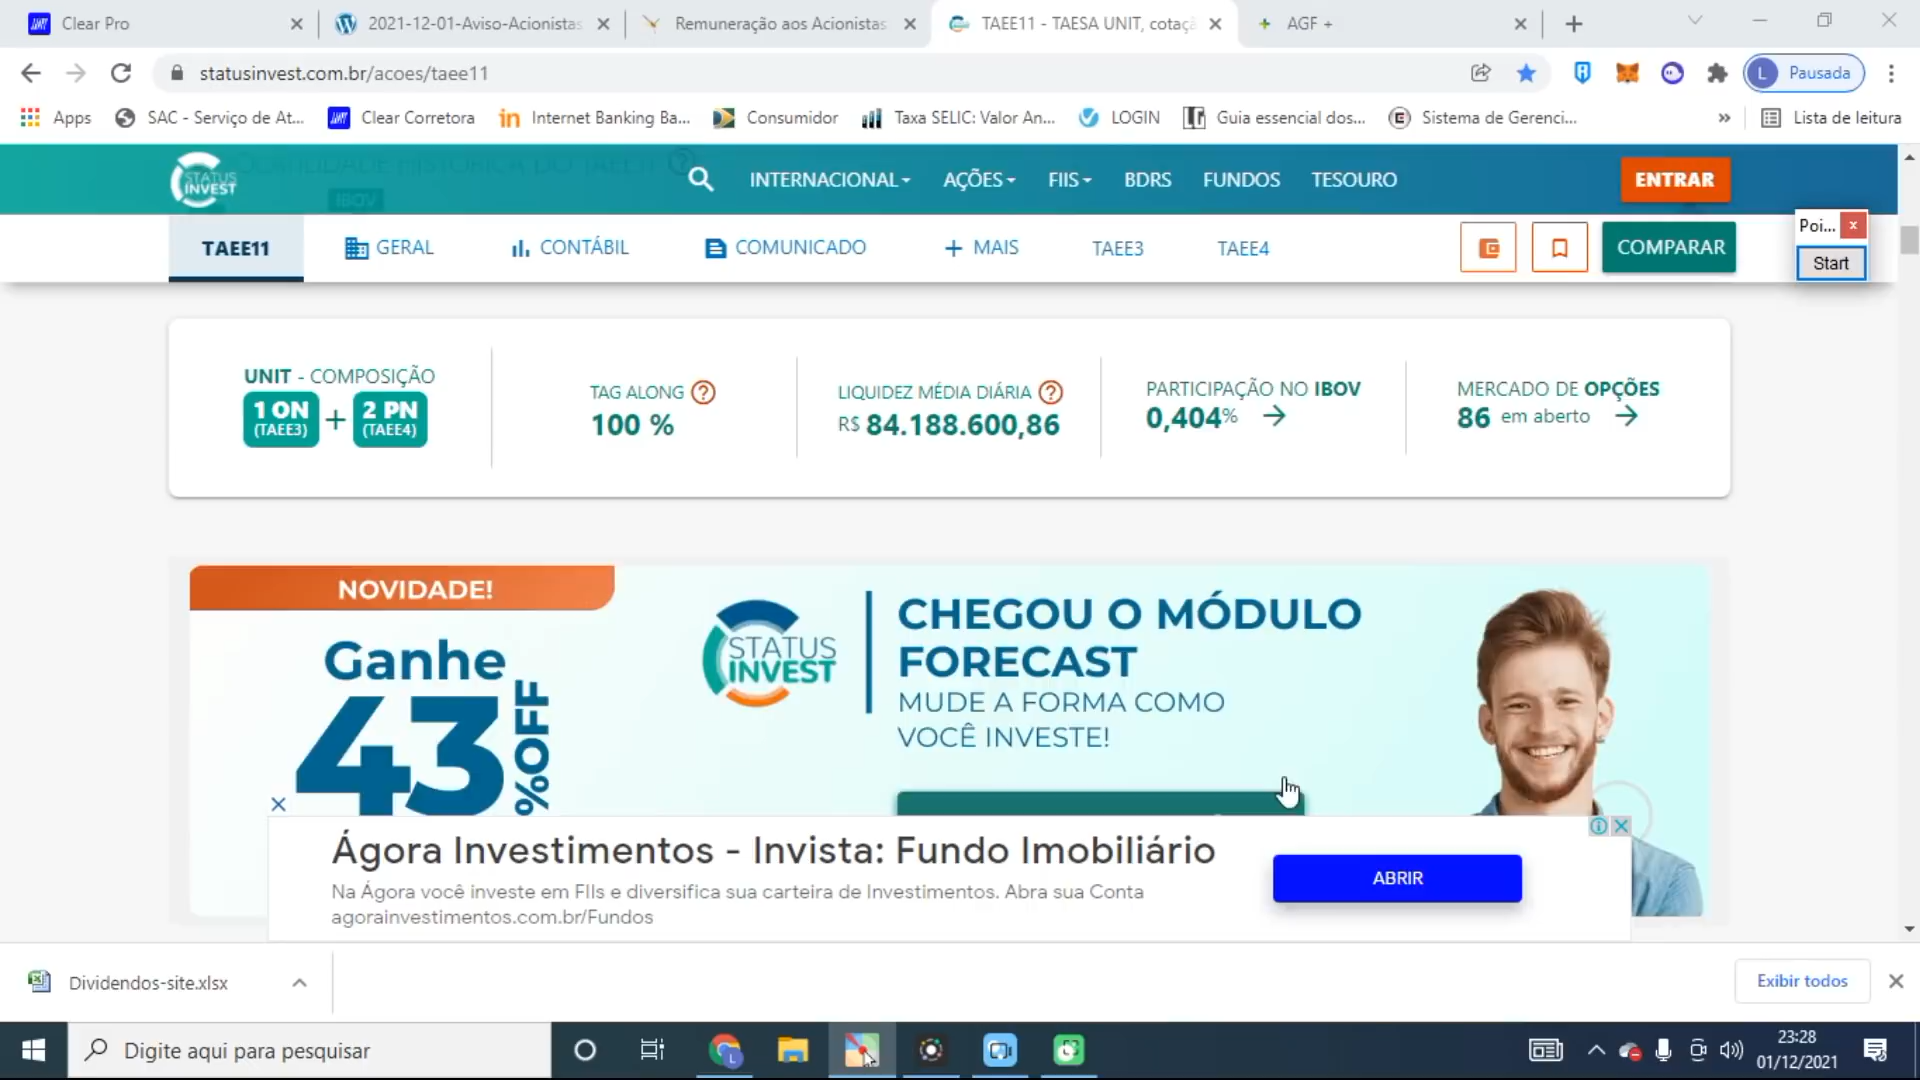 Clear Pro
2021-12-01-Aviso-Acionistas
Remuneração aos Acionistas
TAEE11 - TAESA UNIT, cotaç
AGF +
statusinvest.com.br/acoes/taee11
L Pausada
Apps
SAC - Serviço de At...
Clear Corretora
in Internet Banking Ba...
Consumidor
Taxa SELIC: Valor An...
LOGIN
Guia essencial dos...
Sistema de Gerenci...
»
Lista de leitura
STATUS
INVEST
IBOV
INTERNACIONAL
AÇÕES
FIIS
BDRS
FUNDOS
TESOURO
ENTRAR
TAEE11
GERAL
CONTÁBIL
COMUNICADO
+ MAIS
TAEE3
TAEE4
COMPARAR
Poi... x
Start
UNIT - COMPOSIÇÃO
1 ON
(TAEE3)
+
2 PN
(TAEE4)
TAG ALONG ?
100 %
LIQUIDEZ MÉDIA DIÁRIA ?
R$ 84.188.600,86
PARTICIPAÇÃO NO IBOV
0,404% →
MERCADO DE OPÇÕES
86 em aberto →
NOVIDADE!
Ganhe
43 %OFF
STATUS
INVEST
CHEGOU O MÓDULO
FORECAST
MUDE A FORMA COMO
VOCÊ INVESTE!
Ágora Investimentos - Invista: Fundo Imobiliário
Na Ágora você investe em FIIs e diversifica sua carteira de Investimentos. Abra sua Conta
agorainvestimentos.com.br/Fundos
ABRIR
Dividendos-site.xlsx
Exibir todos
Digite aqui para pesquisar
L
23:28
01/12/2021